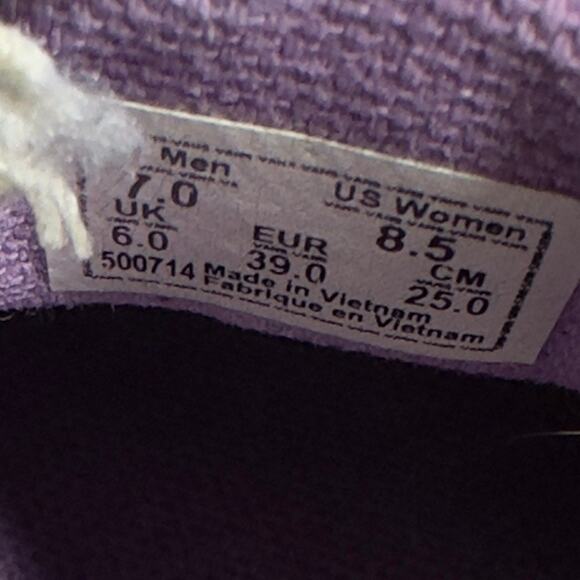 Men US Women
7.0 8.5
UK EUR CM
6.0 39.0 25.0
500714 Made in Vietnam
Fabrique en Vietnam